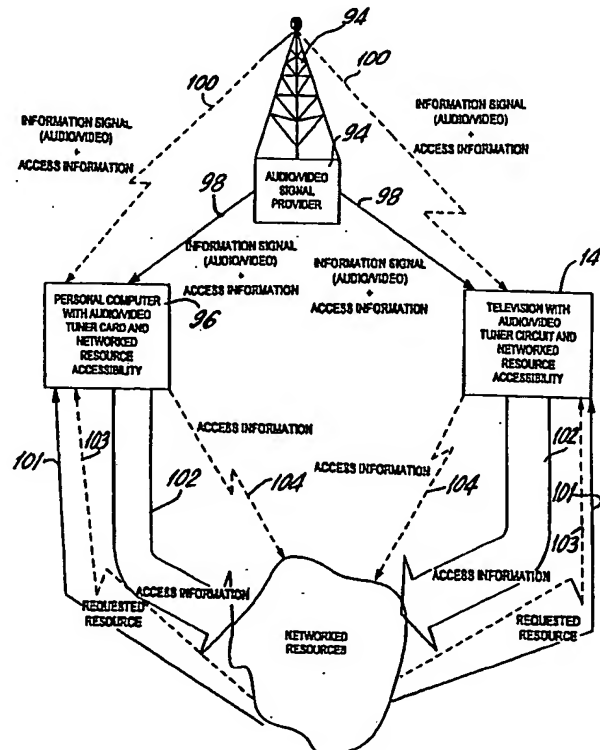 94
100
100
INFORMATION SIGNAL
(AUDIO/VIDEO)
+
ACCESS INFORMATION
INFORMATION SIGNAL
(AUDIO/VIDEO)
+
ACCESS INFORMATION
94
AUDIO/VIDEO
SIGNAL
PROVIDER
98
98
INFORMATION SIGNAL
(AUDIO/VIDEO)
+
ACCESS INFORMATION
INFORMATION SIGNAL
(AUDIO/VIDEO)
+
ACCESS INFORMATION
14
PERSONAL COMPUTER
WITH AUDIO/VIDEO
TUNER CARD AND
NETWORKED
RESOURCE
ACCESSIBILITY
96
TELEVISION WITH
AUDIO/VIDEO
TUNER CIRCUIT AND
NETWORKED
RESOURCE
ACCESSIBILITY
101
103
102
ACCESS INFORMATION
104
ACCESS INFORMATION
104
102
101
103
ACCESS INFORMATION
REQUESTED
RESOURCE
NETWORKED
RESOURCES
ACCESS INFORMATION
REQUESTED
RESOURCE